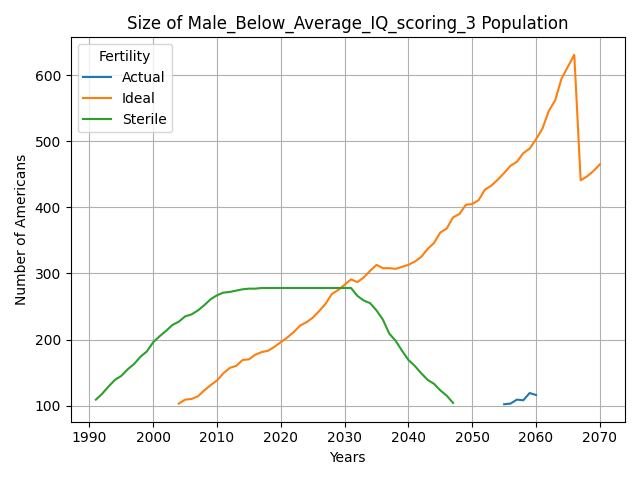 Size of Male_Below_Average_IQ_scoring_3 Population
Fertility
Actual
Ideal
Sterile
Number of Americans
600
500
400
300
200
100
1990 2000 2010 2020 2030 2040 2050 2060 2070
Years